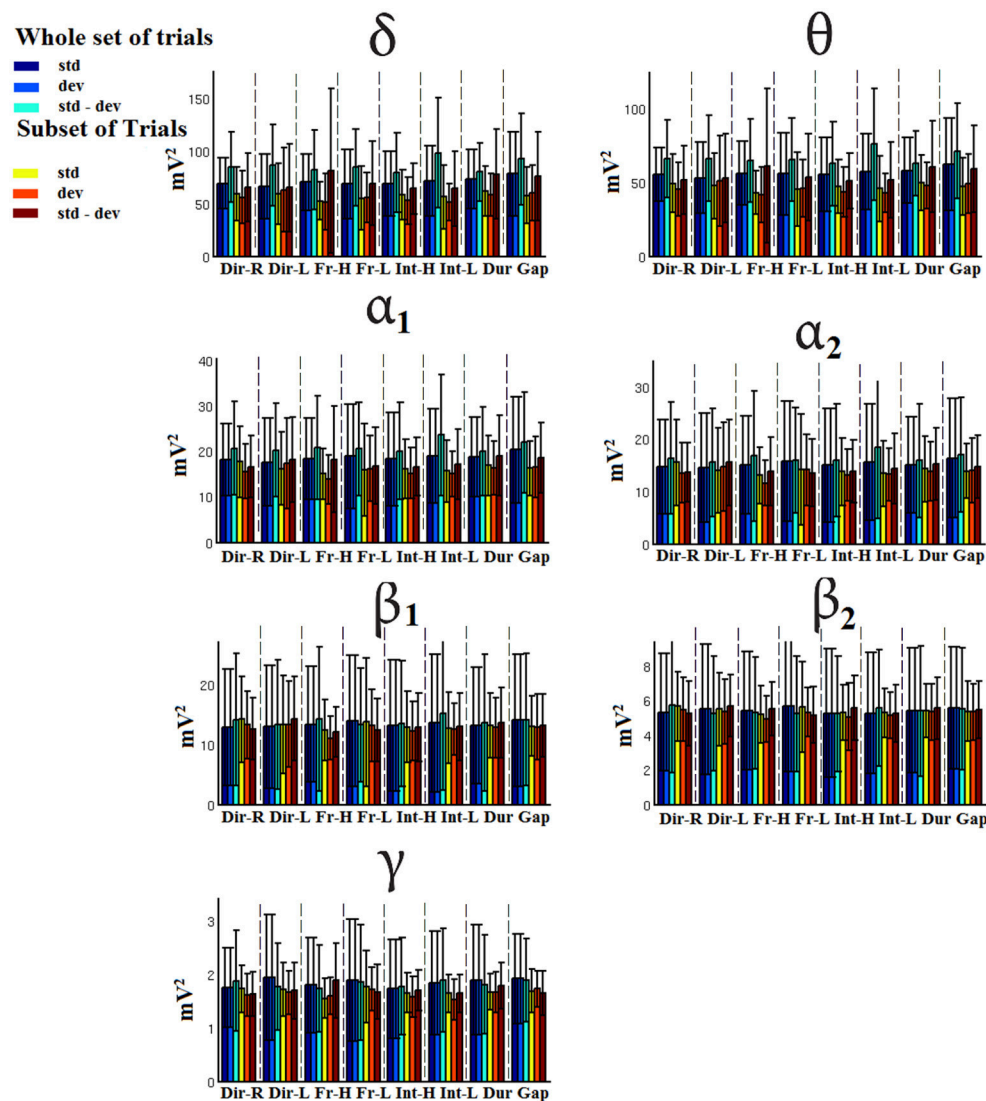 Whole set of trials
std
dev
std - dev
Subset of Trials
std
dev
std - dev
δ
mV²
150
100
50
0
Dir-R Dir-L Fr-H Fr-L Int-H Int-L Dur Gap
θ
mV²
100
50
0
Dir-R Dir-L Fr-H Fr-L Int-H Int-L Dur Gap
α₁
mV²
40
30
20
10
0
Dir-R Dir-L Fr-H Fr-L Int-H Int-L Dur Gap
α₂
mV²
30
20
10
0
Dir-R Dir-L Fr-H Fr-L Int-H Int-L Dur Gap
β₁
mV²
20
10
0
Dir-R Dir-L Fr-H Fr-L Int-H Int-L Dur Gap
β₂
mV²
8
6
4
2
0
Dir-R Dir-L Fr-H Fr-L Int-H Int-L Dur Gap
γ
mV²
3
2
1
0
Dir-R Dir-L Fr-H Fr-L Int-H Int-L Dur Gap